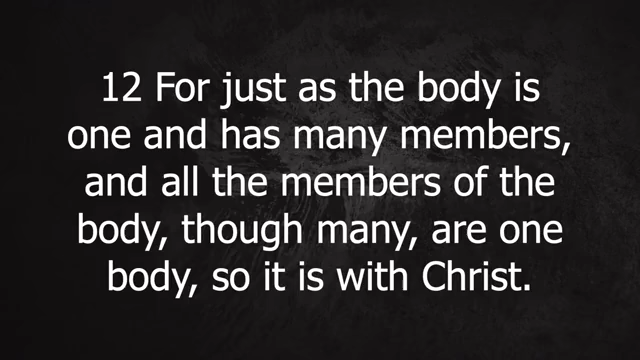 12 For just as the body is
one and has many members,
and all the members of the
body, though many, are one
body, so it is with Christ.